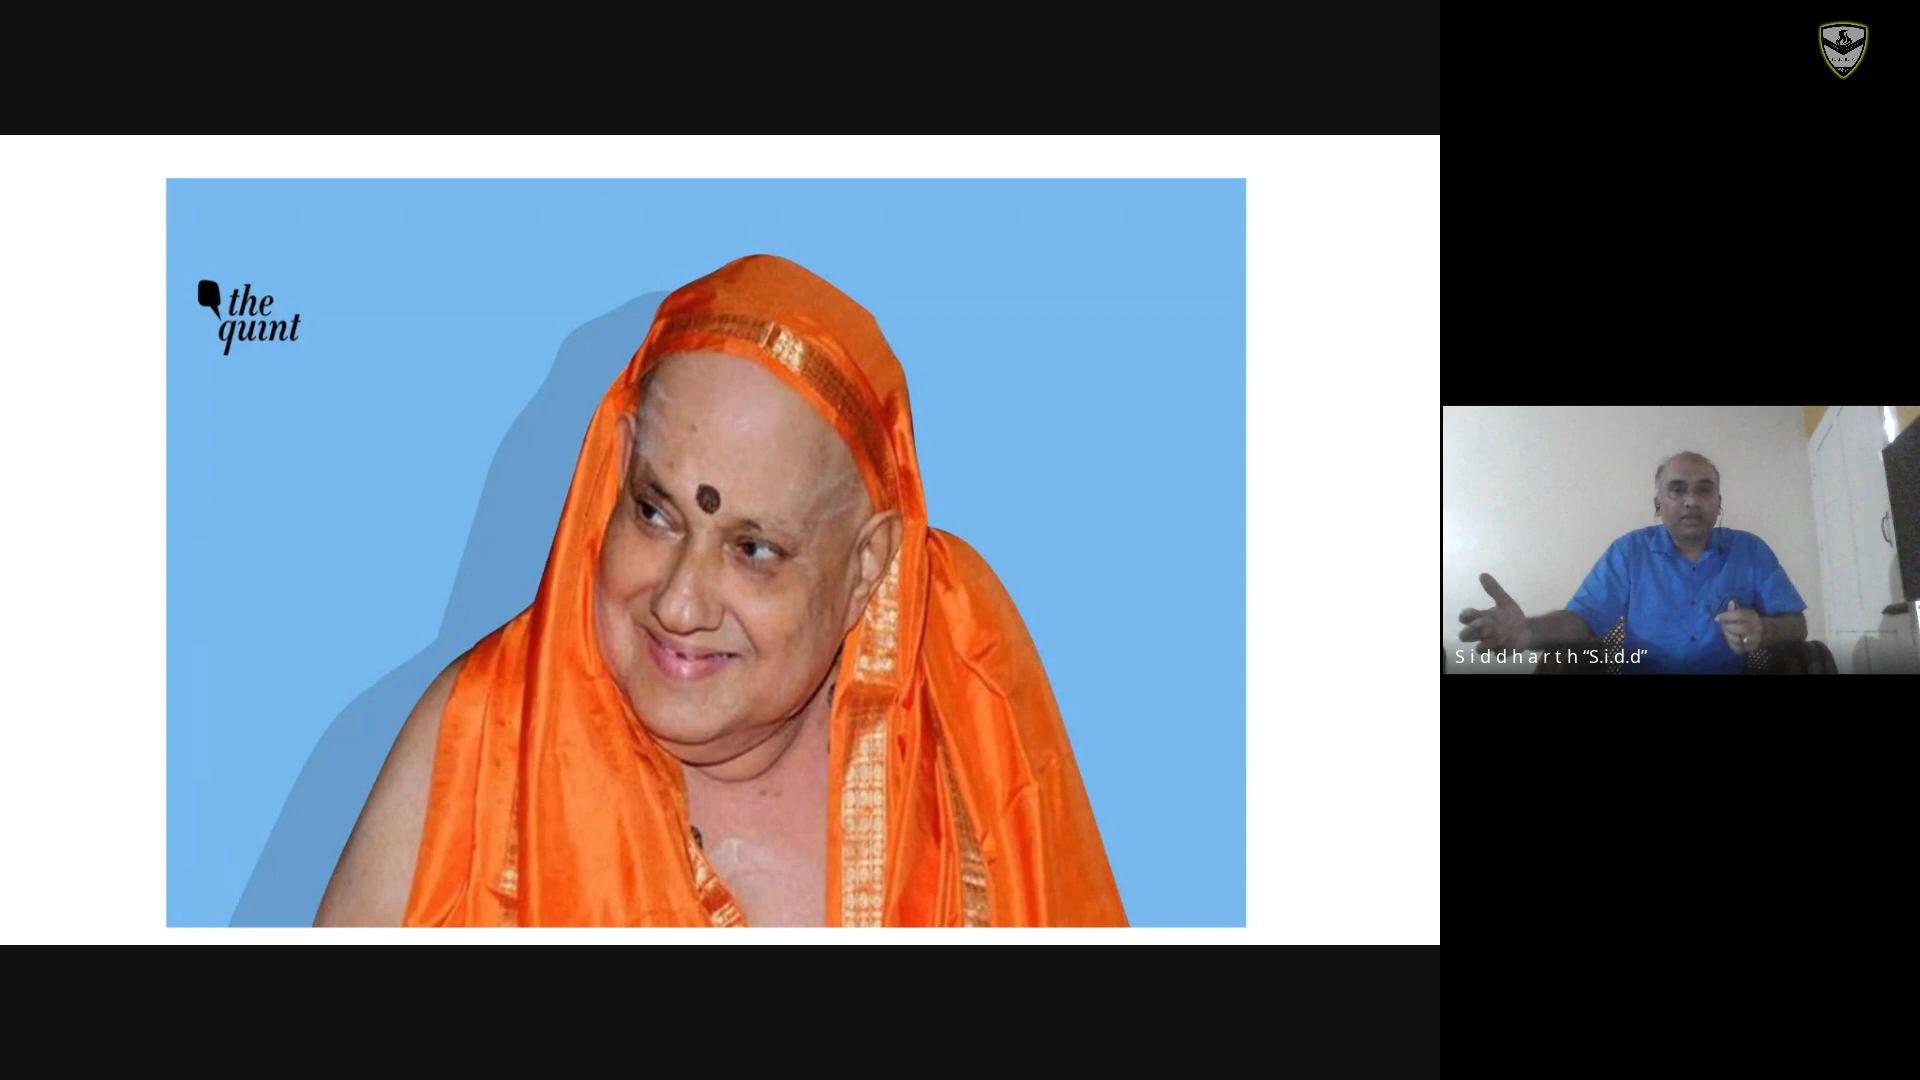 the
quint
S i d d h a r t h “S.i.d.d”